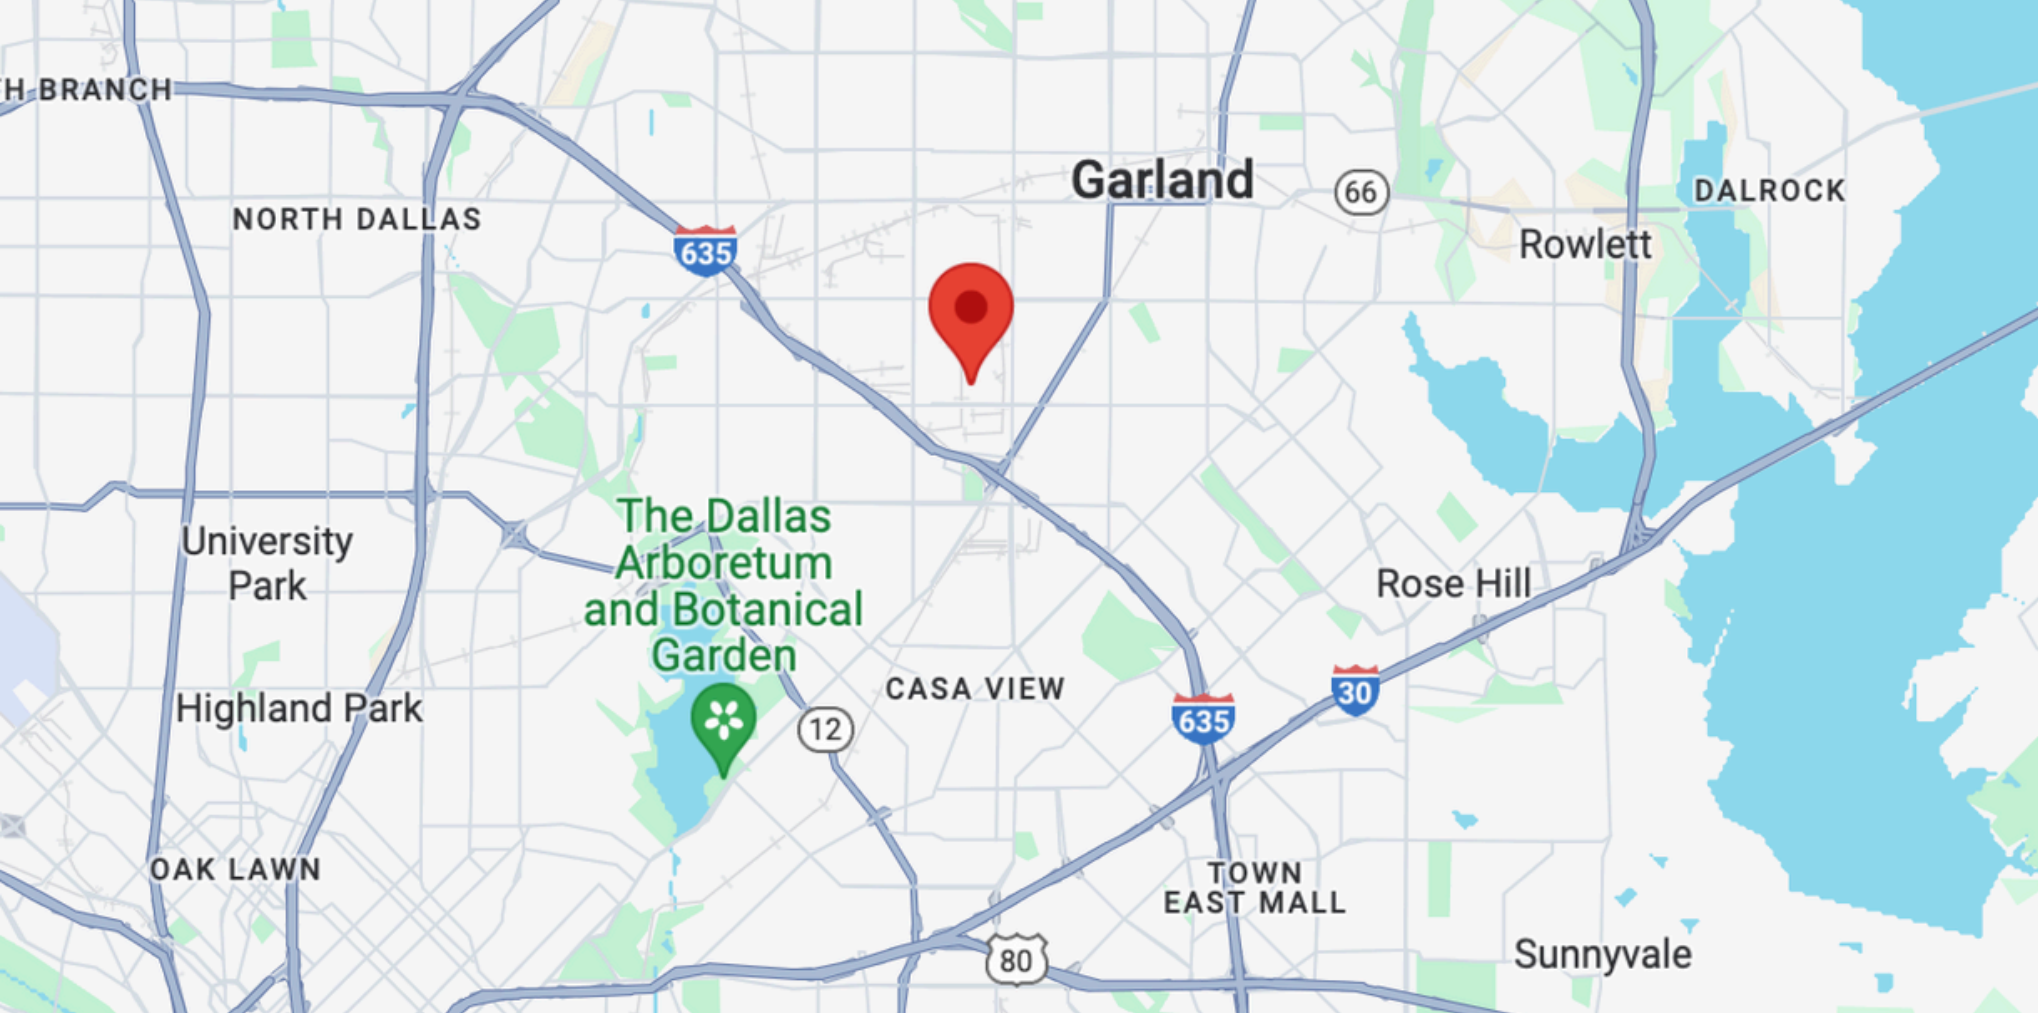 H BRANCH
Garland
66
DALROCK
NORTH DALLAS
635
Rowlett
The Dallas
Arboretum
and Botanical
Garden
University
Park
Rose Hill
Highland Park
CASA VIEW
12
635
30
OAK LAWN
TOWN
EAST MALL
80
Sunnyvale